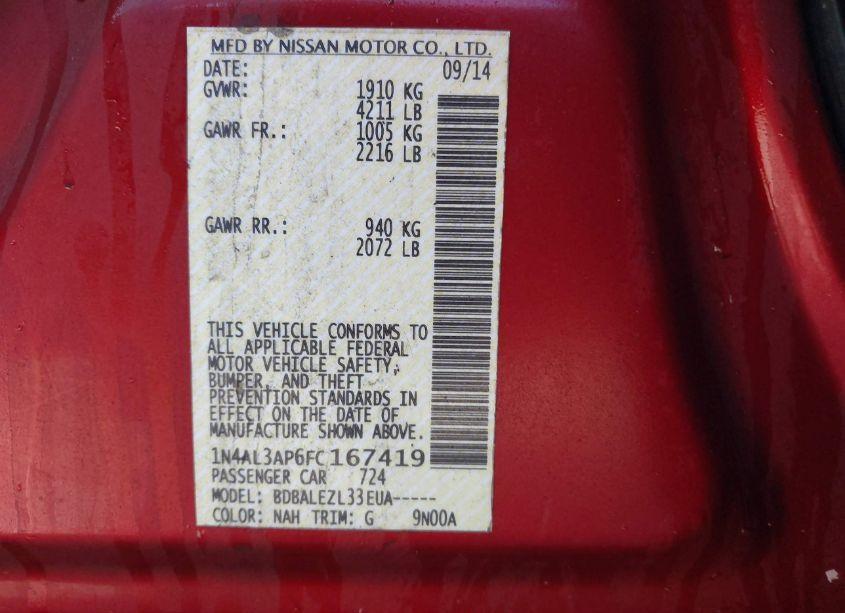 MFD BY NISSAN MOTOR CO., LTD.
DATE: 09/14
GVWR: 1910 KG
4211 LB
GAWR FR.: 1005 KG
2216 LB
GAWR RR.: 940 KG
2072 LB
THIS VEHICLE CONFORMS TO
ALL APPLICABLE FEDERAL
MOTOR VEHICLE SAFETY,
BUMPER, AND THEFT
PREVENTION STANDARDS IN
EFFECT ON THE DATE OF
MANUFACTURE SHOWN ABOVE.
1N4AL3AP6FC167419
PASSENGER CAR 724
MODEL: BDBALEZL33EUA-----
COLOR: NAH TRIM: G 9N00A